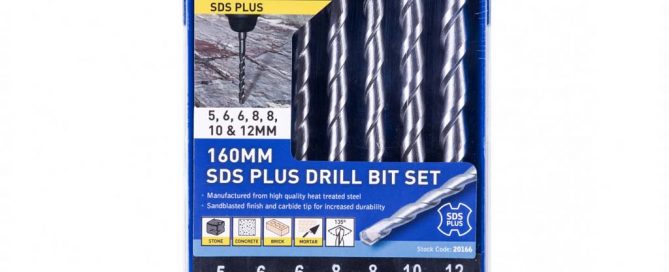 SDS PLUS
5, 6, 6, 8, 8,
10 & 12MM
160MM
SDS PLUS DRILL BIT SET
• Manufactured from high quality heat treated steel
• Sandblasted finish and carbide tip for increased durability
SDS
PLUS
135°
STONE CONCRETE BRICK MORTAR
Stock Code: 20166
5 6 6 8 8 10 12